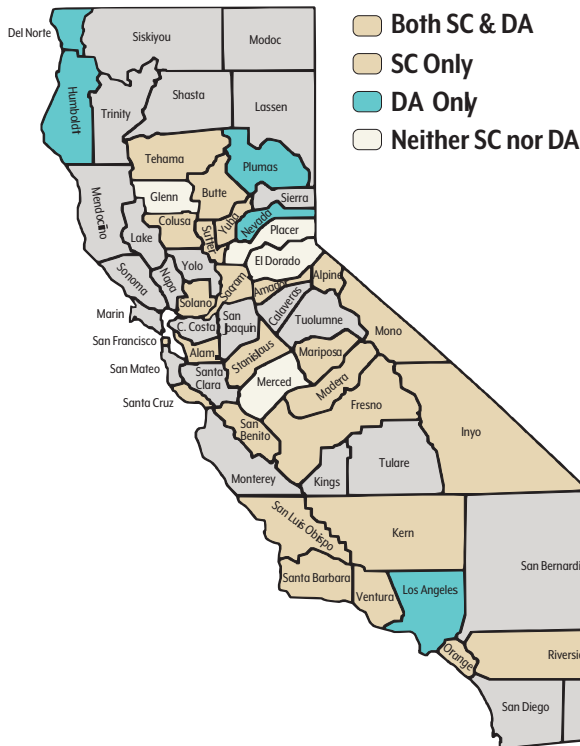 Both SC & DA
SC Only
DA Only
Neither SC nor DA
Del Norte
Siskiyou
Modoc
Humboldt
Trinity
Shasta
Lassen
Tehama
Plumas
Mendocino
Glenn
Butte
Sierra
Colusa
Yuba
Nevada
Sutter
Placer
Lake
Yolo
El Dorado
Sonoma
Napa
Sacram.
Amador
Alpine
Solano
Calaveras
Mono
Marin
C. Costa
San
Joaquin
Tuolumne
San Francisco
Alam.
Stanislaus
Mariposa
San Mateo
Santa
Clara
Merced
Madera
Santa Cruz
Fresno
San
Benito
Inyo
Monterey
Kings
Tulare
San Luis Obispo
Kern
San Bernardi
Santa Barbara
Ventura
Los Angeles
Orange
Riversi
San Diego